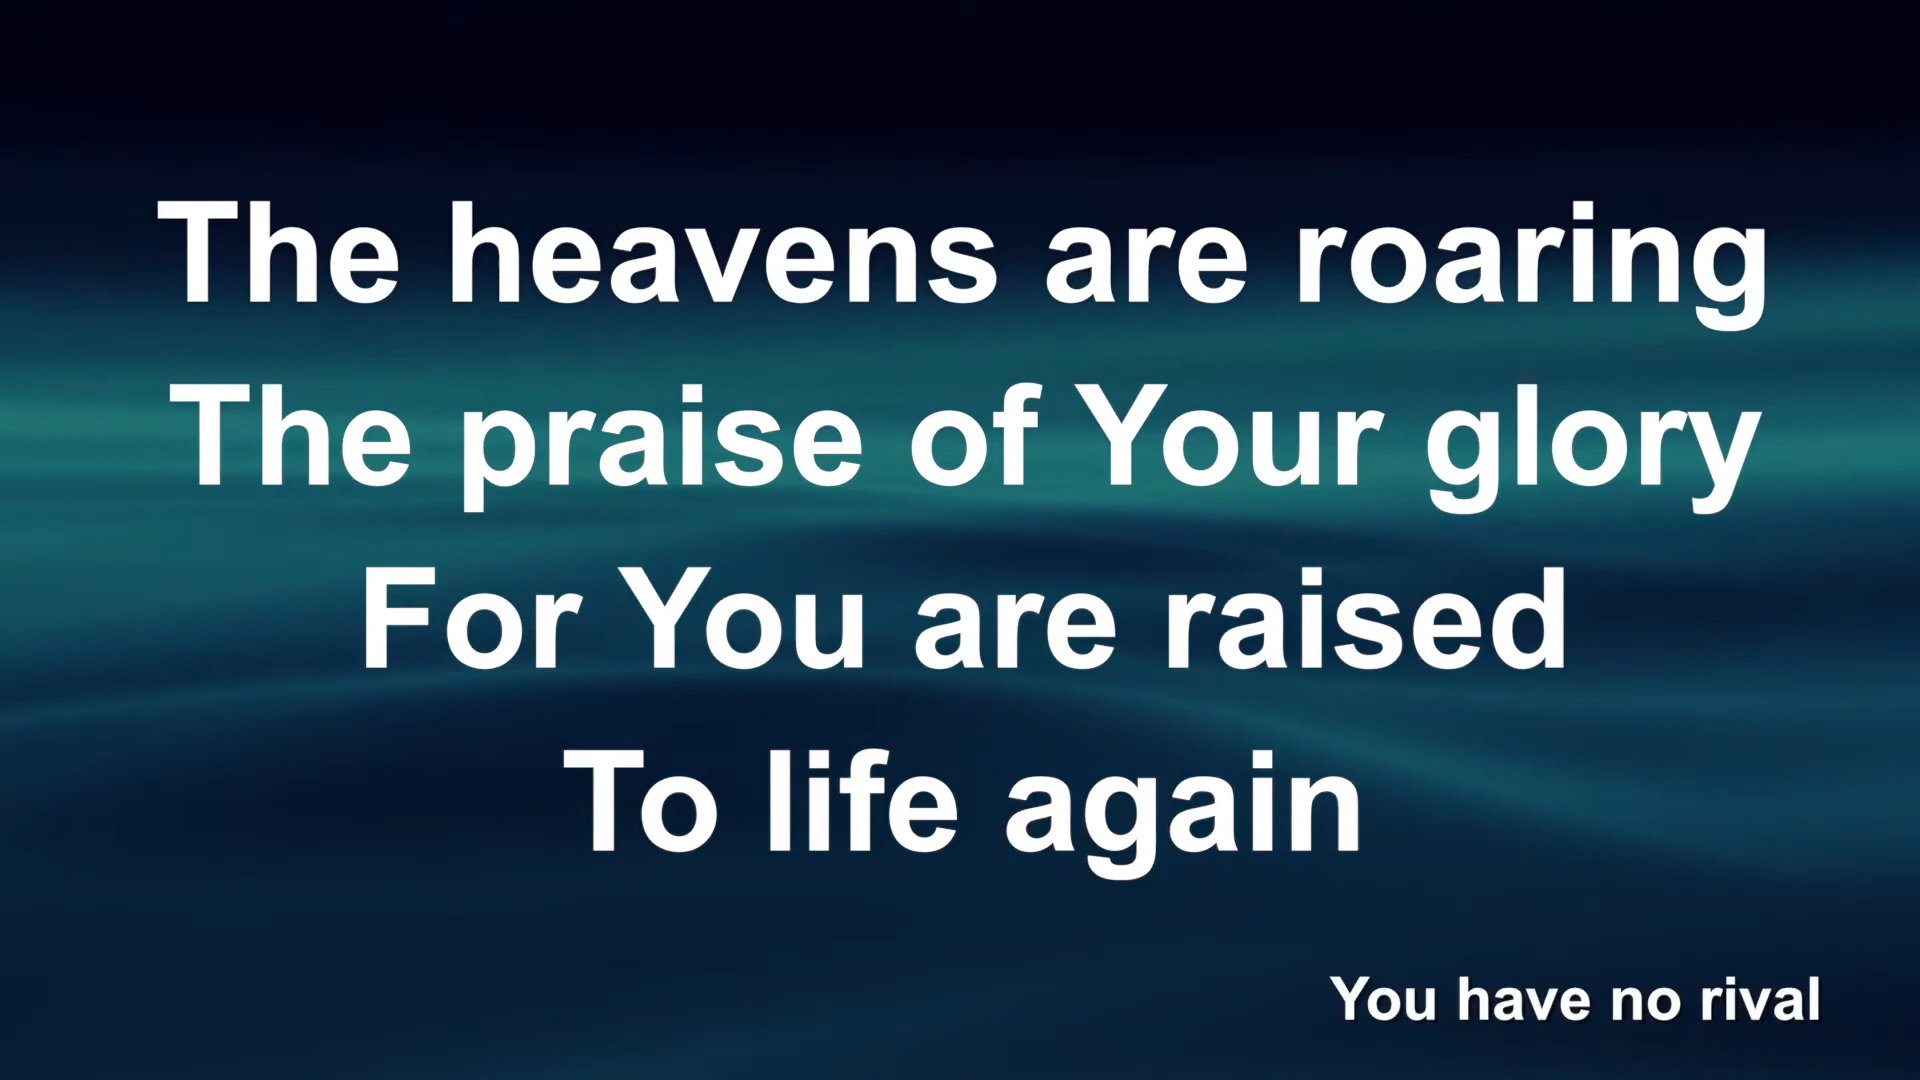 The heavens are roaring
The praise of Your glory
For You are raised
To life again
You have no rival